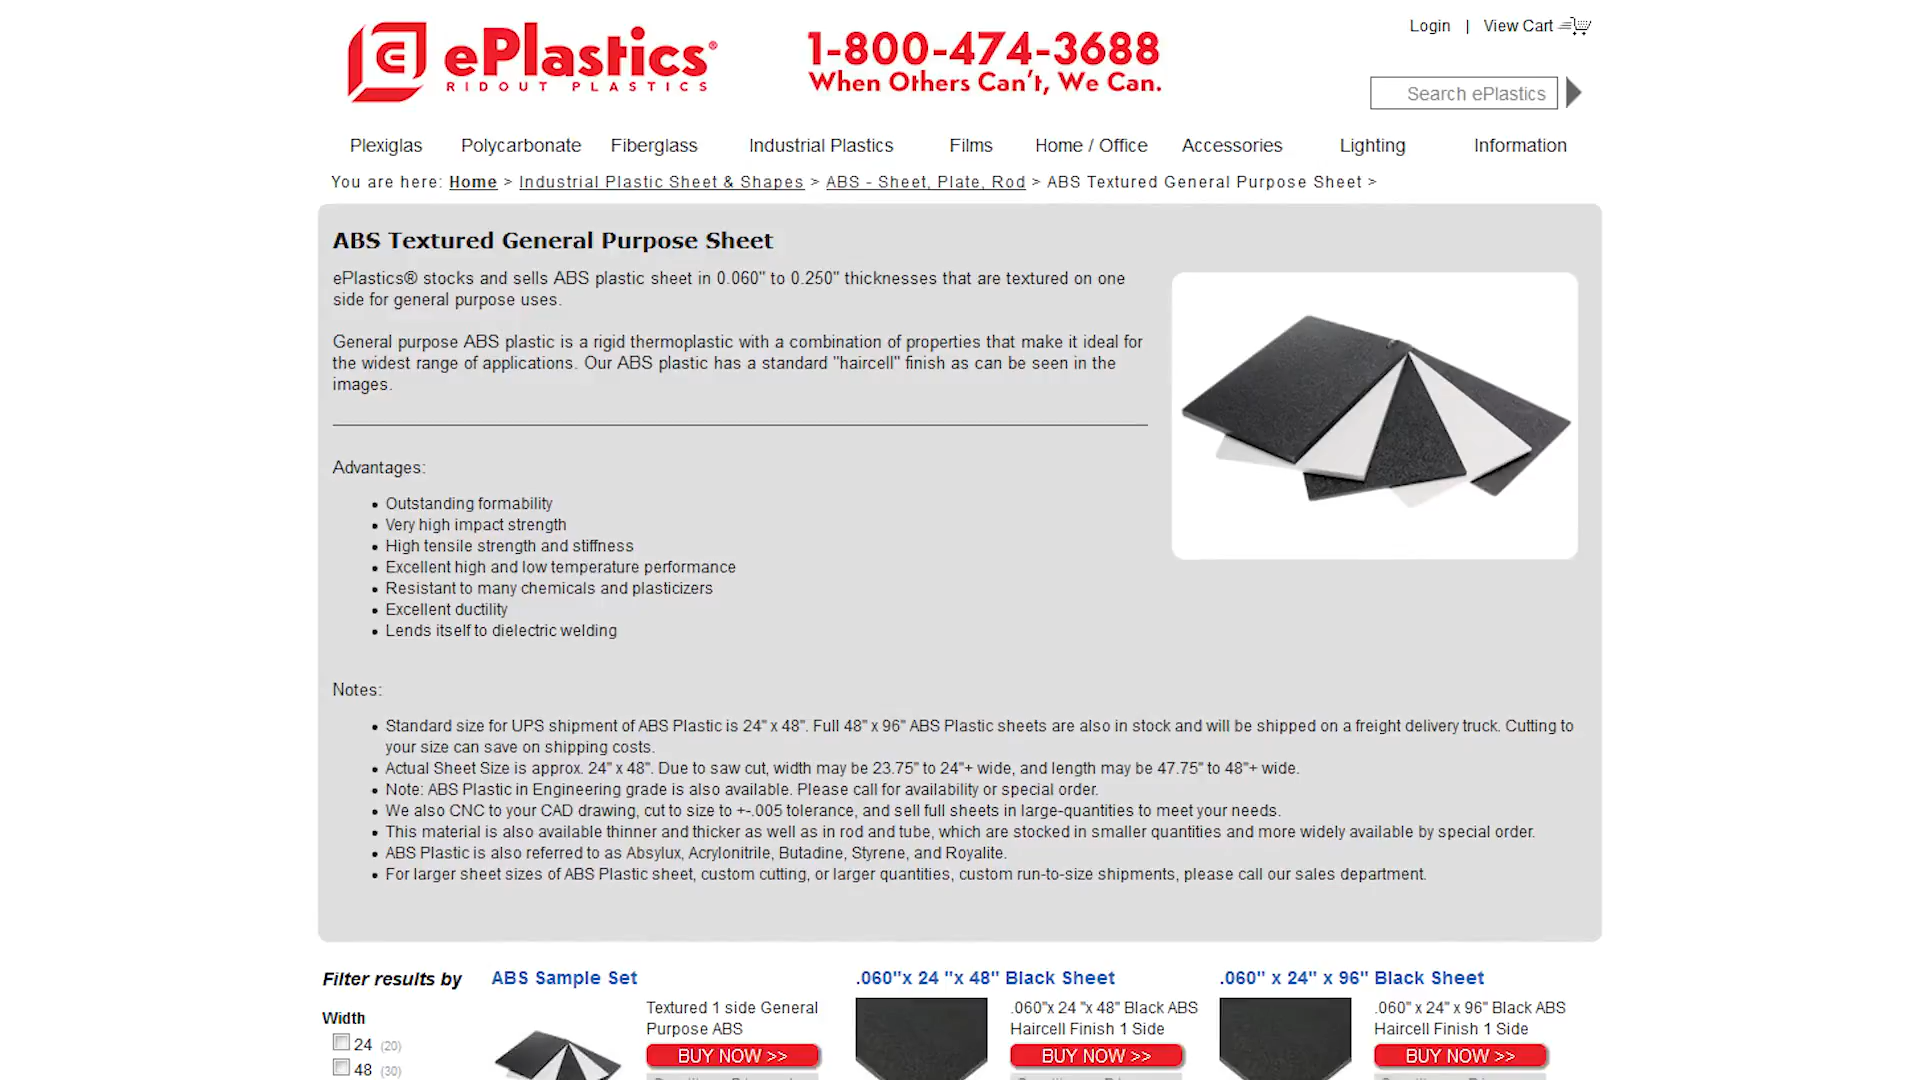 ePlastics®
RIDOUT PLASTICS
1-800-474-3688
When Others Can't, We Can.
Login | View Cart
Search ePlastics
Plexiglas Polycarbonate Fiberglass Industrial Plastics Films Home / Office Accessories Lighting Information
You are here: Home > Industrial Plastic Sheet & Shapes > ABS - Sheet, Plate, Rod > ABS Textured General Purpose Sheet >
ABS Textured General Purpose Sheet
ePlastics® stocks and sells ABS plastic sheet in 0.060" to 0.250" thicknesses that are textured on one
side for general purpose uses.
General purpose ABS plastic is a rigid thermoplastic with a combination of properties that make it ideal for
the widest range of applications. Our ABS plastic has a standard "haircell" finish as can be seen in the
images.
Advantages:
Outstanding formability
Very high impact strength
High tensile strength and stiffness
Excellent high and low temperature performance
Resistant to many chemicals and plasticizers
Excellent ductility
Lends itself to dielectric welding
Notes:
Standard size for UPS shipment of ABS Plastic is 24" x 48". Full 48" x 96" ABS Plastic sheets are also in stock and will be shipped on a freight delivery truck. Cutting to
your size can save on shipping costs.
Actual Sheet Size is approx. 24" x 48". Due to saw cut, width may be 23.75" to 24"+ wide, and length may be 47.75" to 48"+ wide.
Note: ABS Plastic in Engineering grade is also available. Please call for availability or special order.
We also CNC to your CAD drawing, cut to size to +-.005 tolerance, and sell full sheets in large-quantities to meet your needs.
This material is also available thinner and thicker as well as in rod and tube, which are stocked in smaller quantities and more widely available by special order.
ABS Plastic is also referred to as Absylux, Acrylonitrile, Butadine, Styrene, and Royalite.
For larger sheet sizes of ABS Plastic sheet, custom cutting, or larger quantities, custom run-to-size shipments, please call our sales department.
Filter results by
Width
24 (20)
48 (30)
ABS Sample Set
Textured 1 side General
Purpose ABS
BUY NOW >>
.060"x 24 "x 48" Black Sheet
.060"x 24 "x 48" Black ABS
Haircell Finish 1 Side
BUY NOW >>
.060" x 24" x 96" Black Sheet
.060" x 24" x 96" Black ABS
Haircell Finish 1 Side
BUY NOW >>